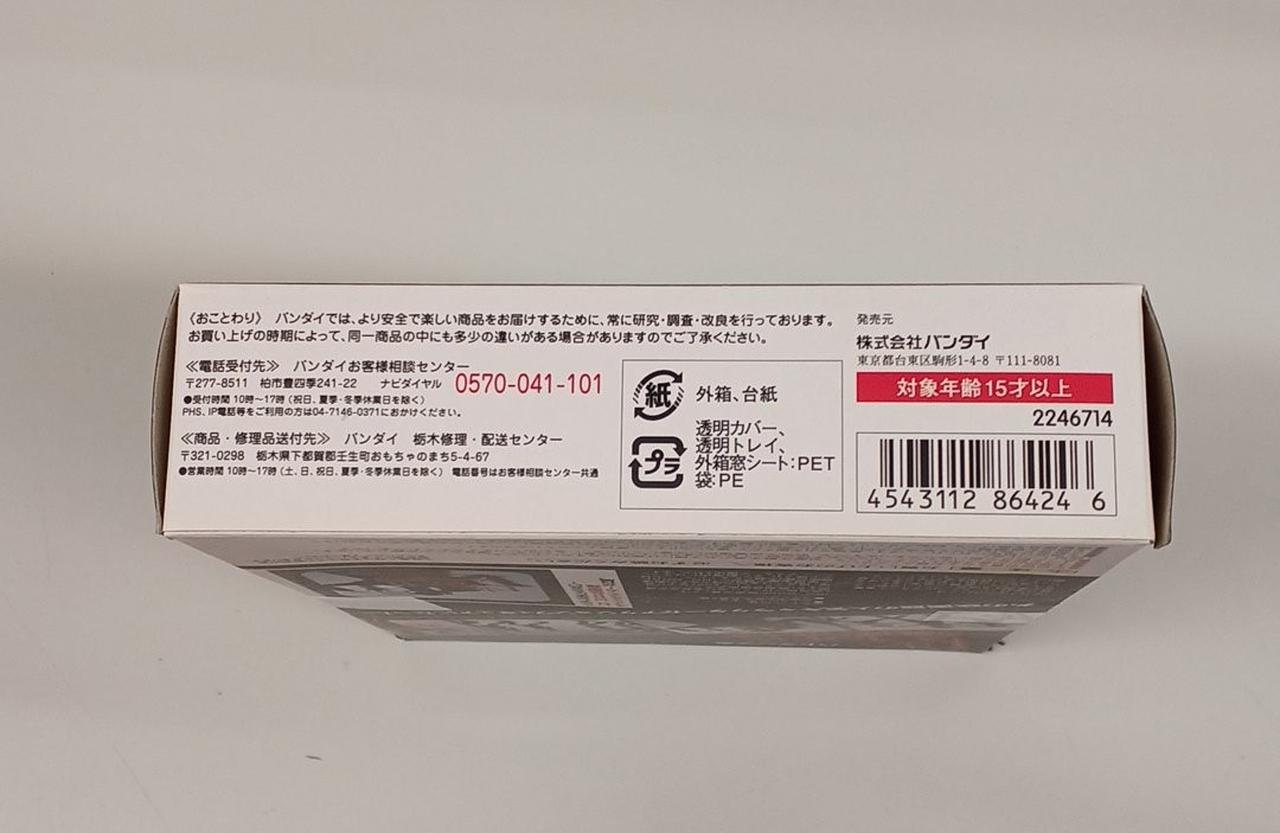 〈おことわり〉 バンダイでは、より安全で楽しい商品をお届けするために、常に研究・調査・改良を行っております。
お買い上げの時期によって、同一商品の中にも多少の違いがある場合がありますのでご了承ください。
≪電話受付先≫ バンダイお客様相談センター
〒277-8511 柏市豊四季241-22 ナビダイヤル 0570-041-101
●受付時間 10時〜17時 (祝日、夏季・冬季休業日を除く)
PHS、IP電話等をご利用の方は04-7146-0371におかけください。
≪商品・修理品送付先≫ バンダイ 栃木修理・配送センター
〒321-0298 栃木県下都賀郡壬生町おもちゃのまち5-4-67
●営業時間 10時〜17時 (土、日、祝日、夏季・冬季休業日を除く) 電話番号はお客様相談センター共通
紙 外箱、台紙
プラ
透明カバー、
透明トレイ、
外箱窓シート:PET
袋:PE
発売元
株式会社バンダイ
東京都台東区駒形1-4-8 〒111-8081
対象年齢15才以上
2246714
4543112 86424 6